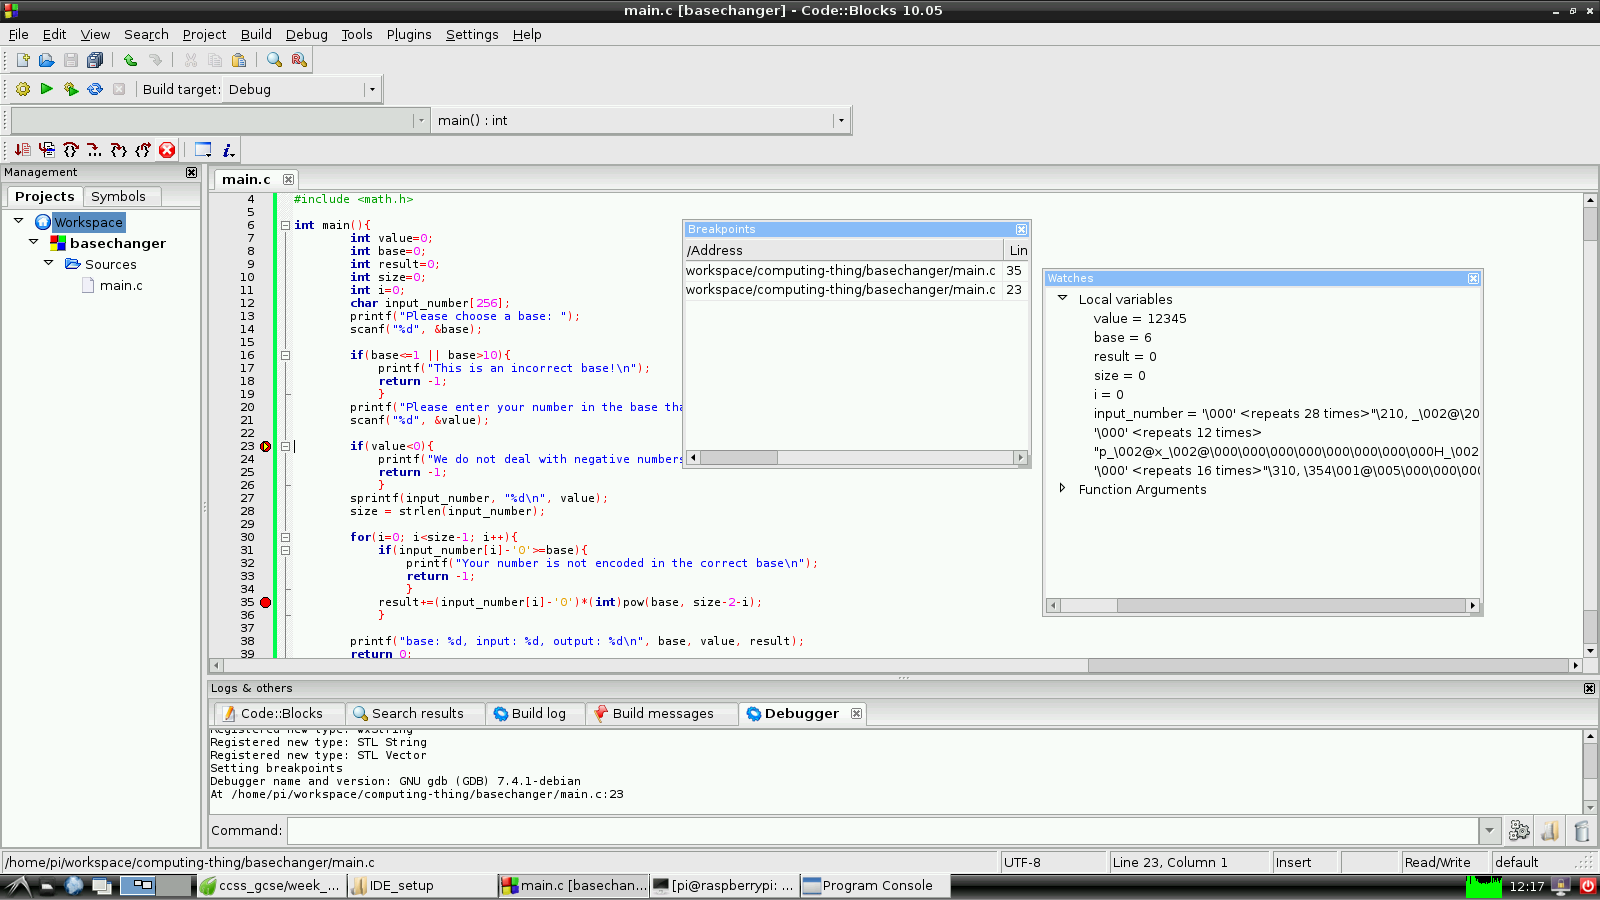 main.c [basechanger] - Code::Blocks 10.05
File Edit View Search Project Build Debug Tools Plugins Settings Help
Build target: Debug
main() : int
Management
Projects Symbols
Workspace
basechanger
Sources
main.c
main.c
4 #include <math.h>
5
6 int main(){
7 int value=0;
8 int base=0;
9 int result=0;
10 int size=0;
11 int i=0;
12 char input_number[256];
13 printf("Please choose a base: ");
14 scanf("%d", &base);
15
16 if(base<=1 || base>10){
17 printf("This is an incorrect base!\n");
18 return -1;
19 }
20 printf("Please enter your number in the base tha
21 scanf("%d", &value);
22
23 if(value<0){
24 printf("We do not deal with negative numbers
25 return -1;
26 }
27 sprintf(input_number, "%d\n", value);
28 size = strlen(input_number);
29
30 for(i=0; i<size-1; i++){
31 if(input_number[i]-'0'>=base){
32 printf("Your number is not encoded in the correct base\n");
33 return -1;
34 }
35 result+=(input_number[i]-'0')*(int)pow(base, size-2-i);
36 }
37
38 printf("base: %d, input: %d, output: %d\n", base, value, result);
39 return 0;
Breakpoints
/Address Lin
workspace/computing-thing/basechanger/main.c 35
workspace/computing-thing/basechanger/main.c 23
Watches
Local variables
value = 12345
base = 6
result = 0
size = 0
i = 0
input_number = '\000' <repeats 28 times>"\210, _\002@\20
'\000' <repeats 12 times>
"p_\002@x_\002@\000\000\000\000\000\000\000\000H_\002
'\000' <repeats 16 times>"\310, \354\001@\005\000\000\000
Function Arguments
Logs & others
Code::Blocks Search results Build log Build messages Debugger
Registered new type: wxString
Registered new type: STL String
Registered new type: STL Vector
Setting breakpoints
Debugger name and version: GNU gdb (GDB) 7.4.1-debian
At /home/pi/workspace/computing-thing/basechanger/main.c:23
Command:
/home/pi/workspace/computing-thing/basechanger/main.c UTF-8 Line 23, Column 1 Insert Read/Write default
ccss_gcse/week_... IDE_setup main.c [basechan... [pi@raspberrypi: ... Program Console 12:17